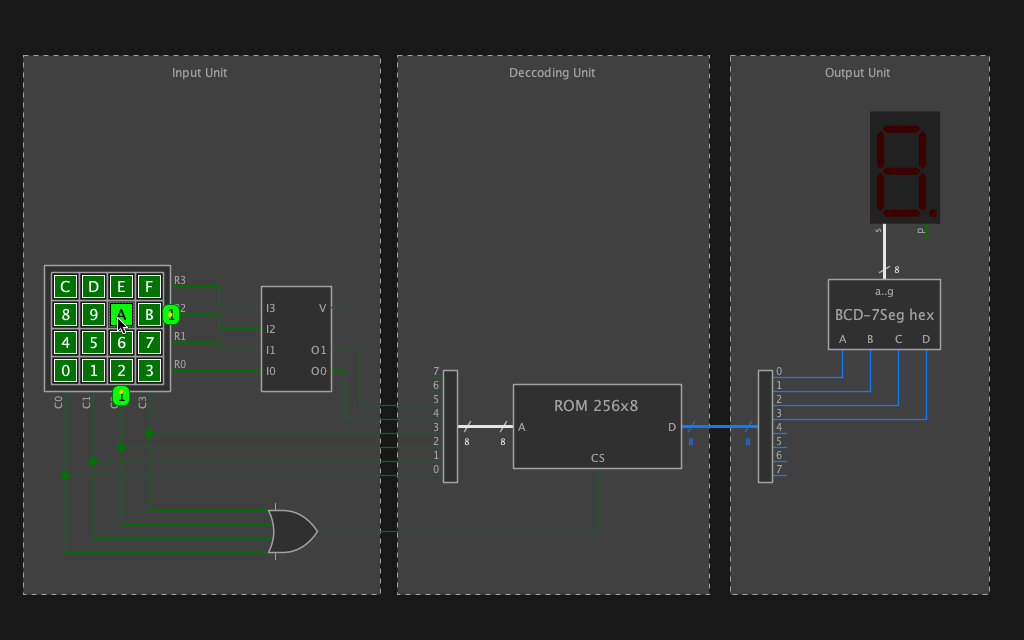 Input Unit
Deccoding Unit
Output Unit
s
p
8
a..g
BCD-7Seg hex
A B C D
C D E F
8 9 A B
4 5 6 7
0 1 2 3
R3
R1
R0
1
1
C0
C1
C3
I3
I2
I1
I0
V
O1
O0
7
6
5
4
3
2
1
0
8
8
ROM 256x8
A
D
CS
8
8
0
1
2
3
4
5
6
7